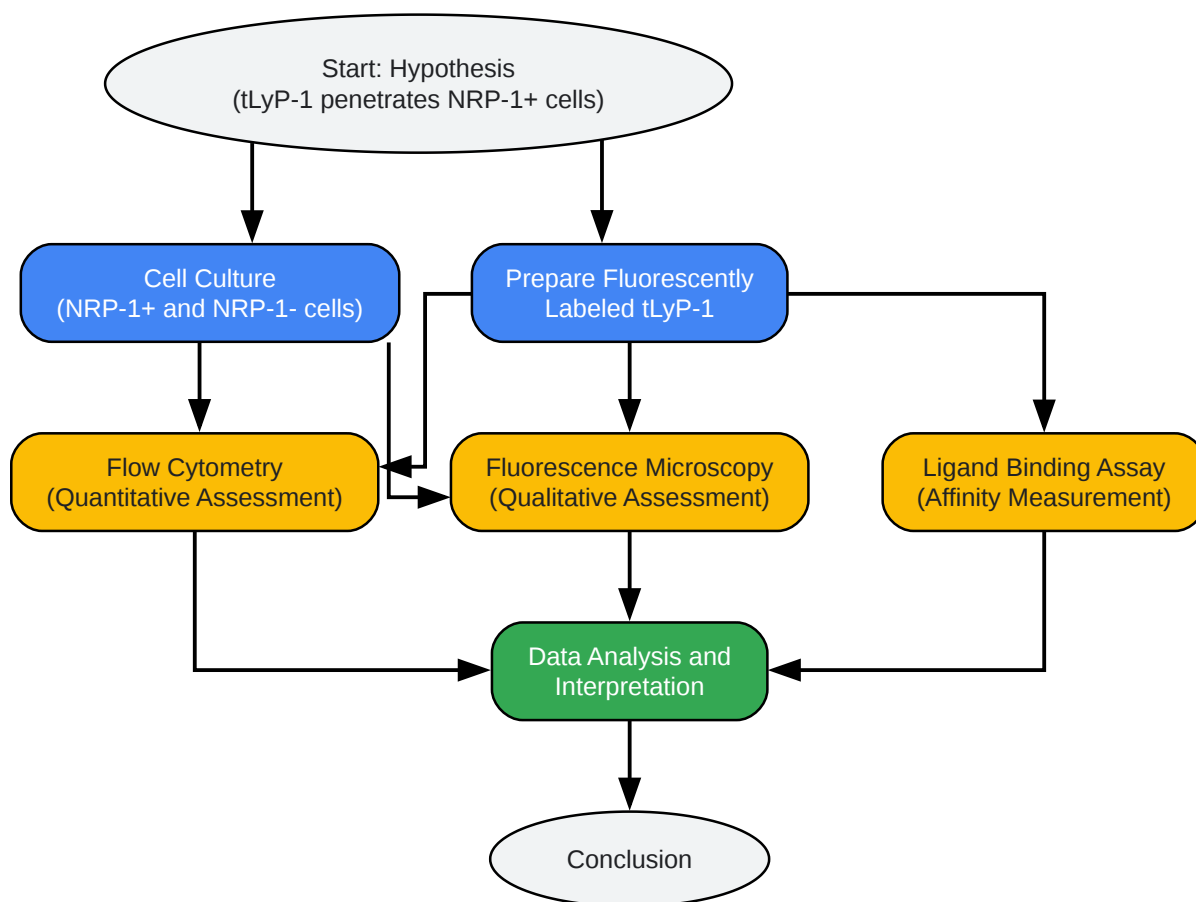 Start: Hypothesis
(tLyP-1 penetrates NRP-1+ cells)
Cell Culture
(NRP-1+ and NRP-1- cells)
Prepare Fluorescently
Labeled tLyP-1
Flow Cytometry
(Quantitative Assessment)
Fluorescence Microscopy
(Qualitative Assessment)
Ligand Binding Assay
(Affinity Measurement)
Data Analysis and
Interpretation
Conclusion